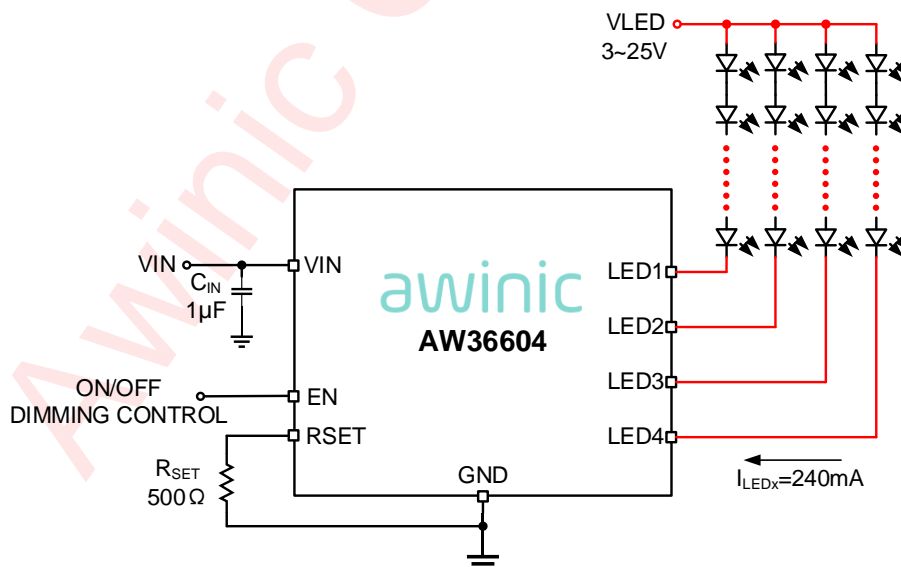 VLED
3~25V
VIN
CIN
1µF
VIN
awinic
AW36604
LED1
LED2
LED3
LED4
ON/OFF
DIMMING CONTROL
EN
RSET
RSET
500Ω
GND
ILEDx=240mA
Awinic